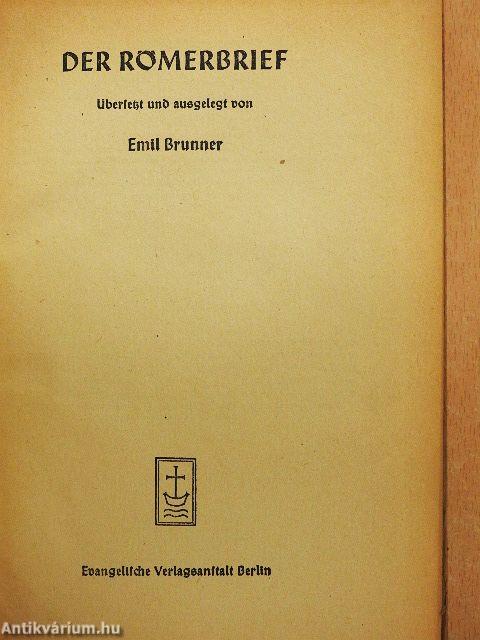 DER RÖMERBRIEF
Übersetzt und ausgelegt von
Emil Brunner
Evangelische Verlagsanstalt Berlin
Antikvárium.hu